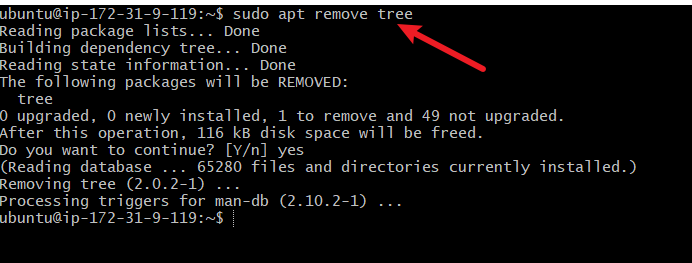 ubuntu@ip-172-31-9-119:~$ sudo apt remove tree
Reading package lists... Done
Building dependency tree... Done
Reading state information... Done
The following packages will be REMOVED:
  tree
0 upgraded, 0 newly installed, 1 to remove and 49 not upgraded.
After this operation, 116 kB disk space will be freed.
Do you want to continue? [Y/n] yes
(Reading database ... 65280 files and directories currently installed.)
Removing tree (2.0.2-1) ...
Processing triggers for man-db (2.10.2-1) ...
ubuntu@ip-172-31-9-119:~$